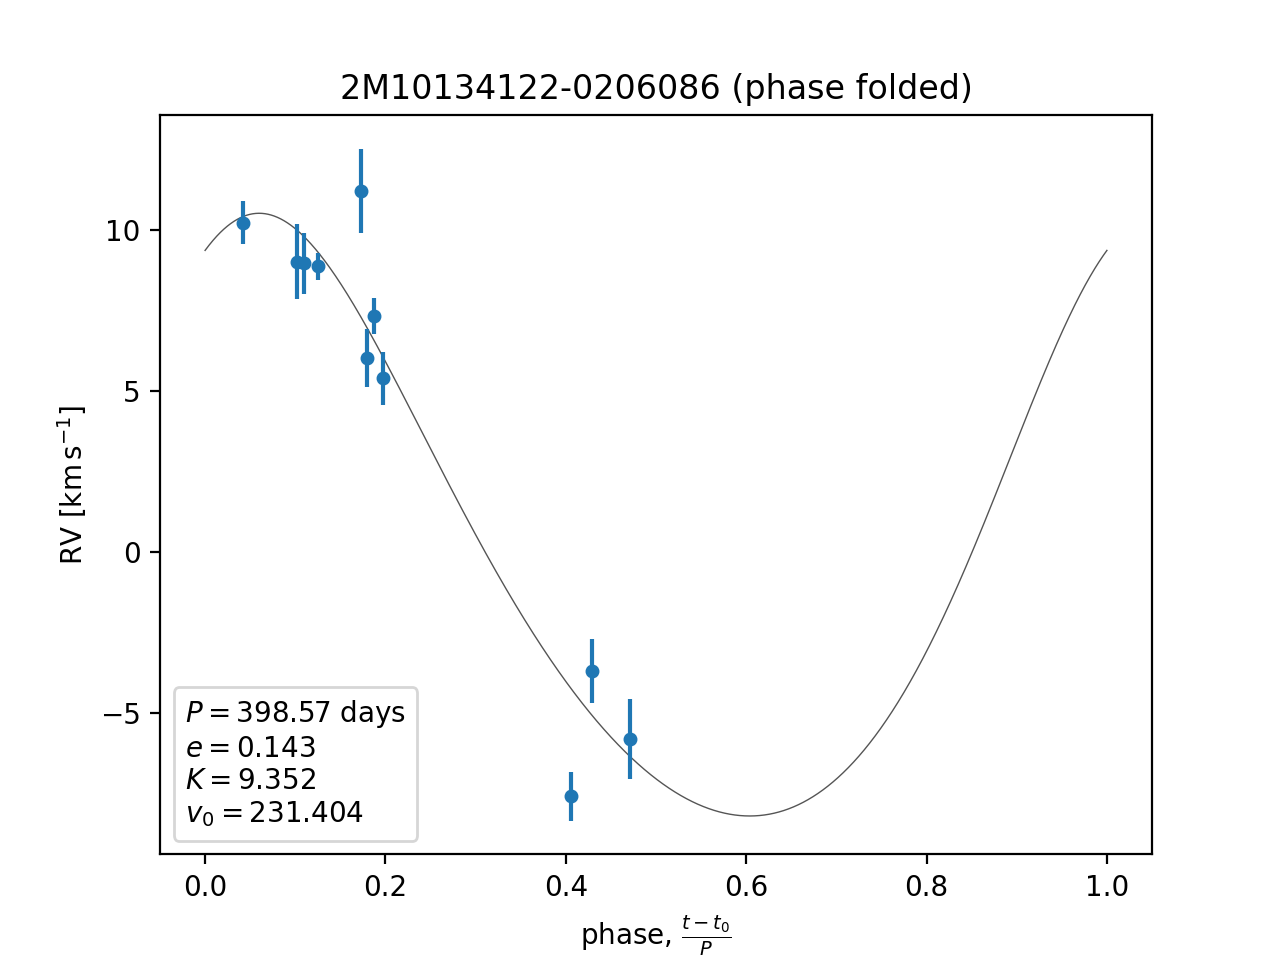 2M10134122-0206086 (phase folded)
RV [km s⁻¹]
10
5
0
−5
P = 398.57 days
e = 0.143
K = 9.352
v₀ = 231.404
0.0 0.2 0.4 0.6 0.8 1.0
phase, (t − t₀)/P